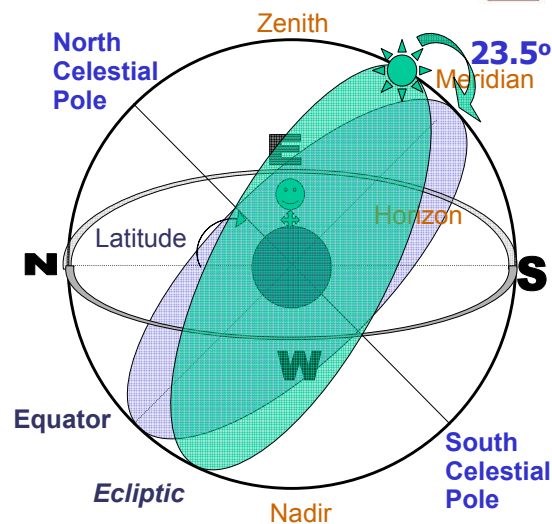 Zenith
North
Celestial
Pole
23.5º
Meridian
E
Horizon
Latitude
N
S
W
Equator
South
Celestial
Pole
Ecliptic
Nadir